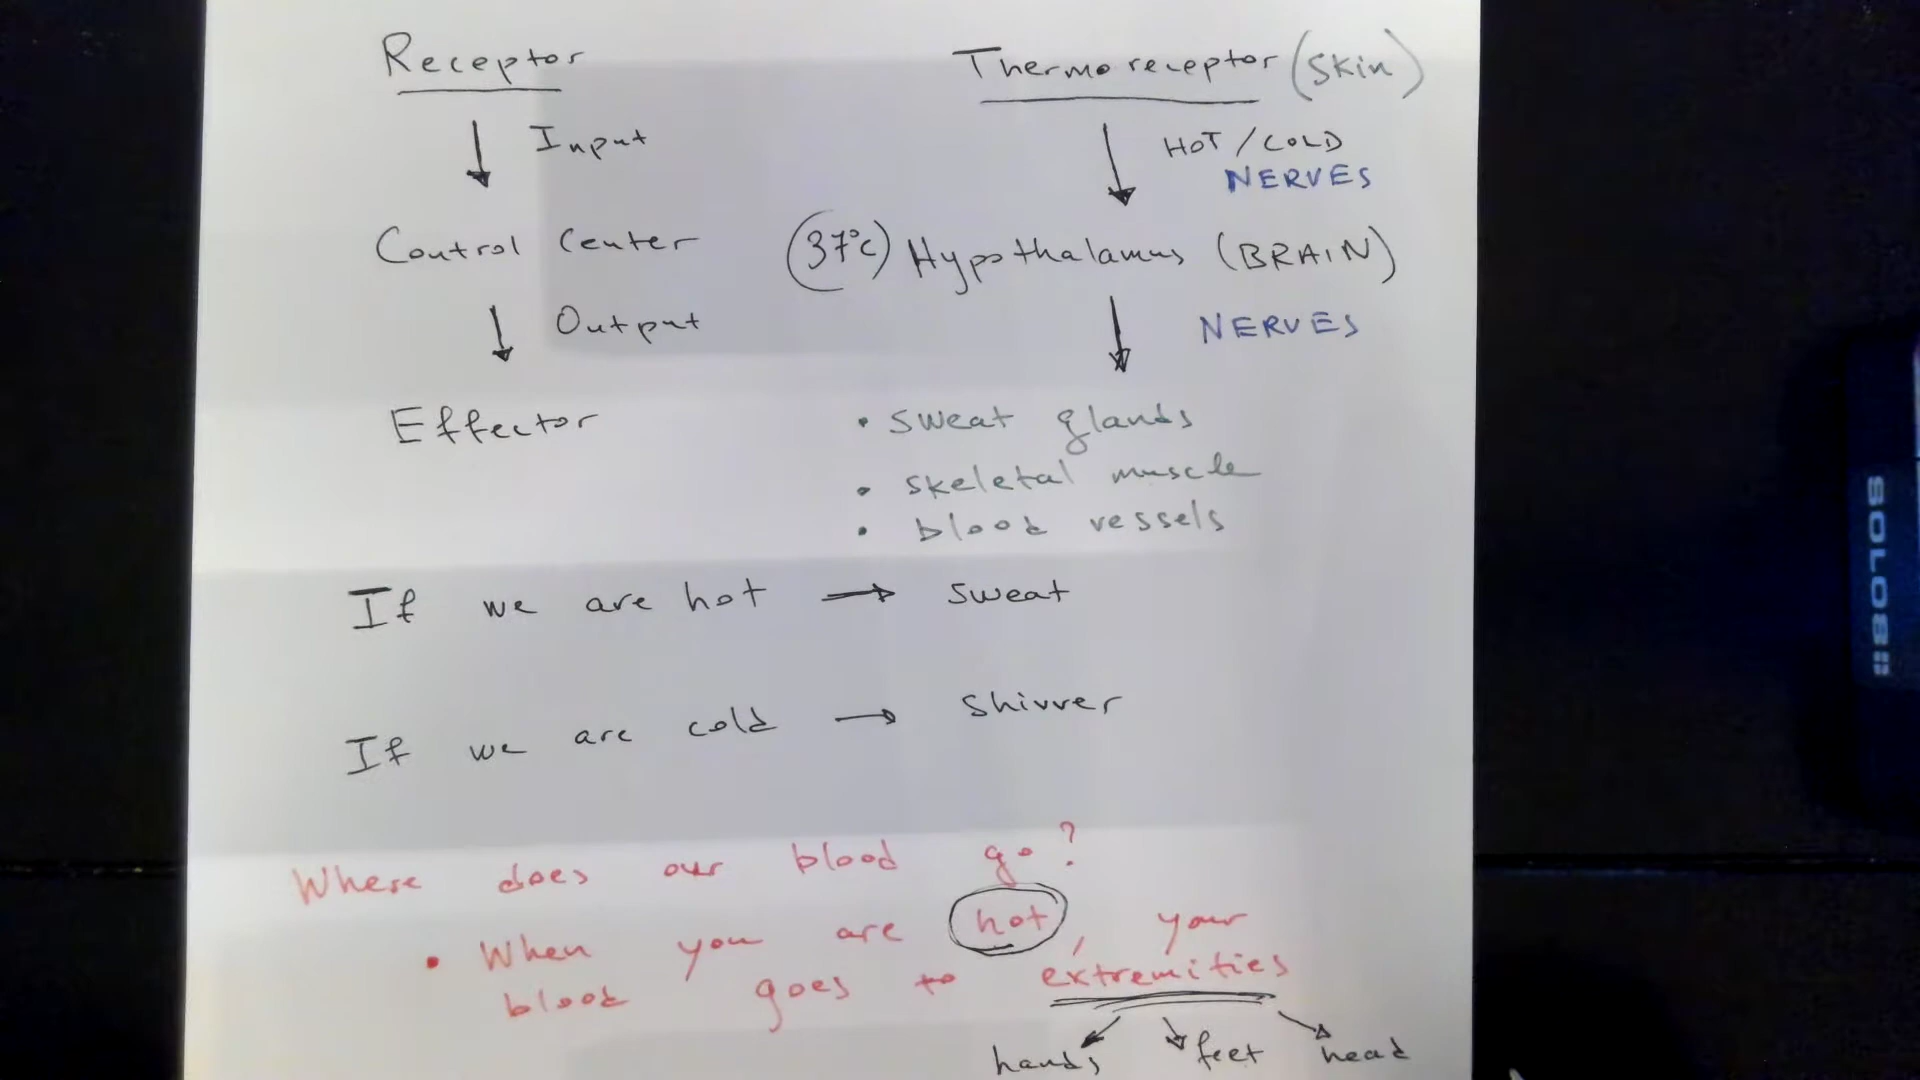 Receptor
Thermoreceptor (Skin)
Input
HOT / COLD
NERVES
Control Center
(37°C) Hypothalamus (BRAIN)
Output
NERVES
Effector
• sweat glands
• skeletal muscle
• blood vessels
If we are hot → sweat
If we are cold → shivver
Where does our blood go?
• When you are hot, your
blood goes to extremities
hands feet head
SOLO8